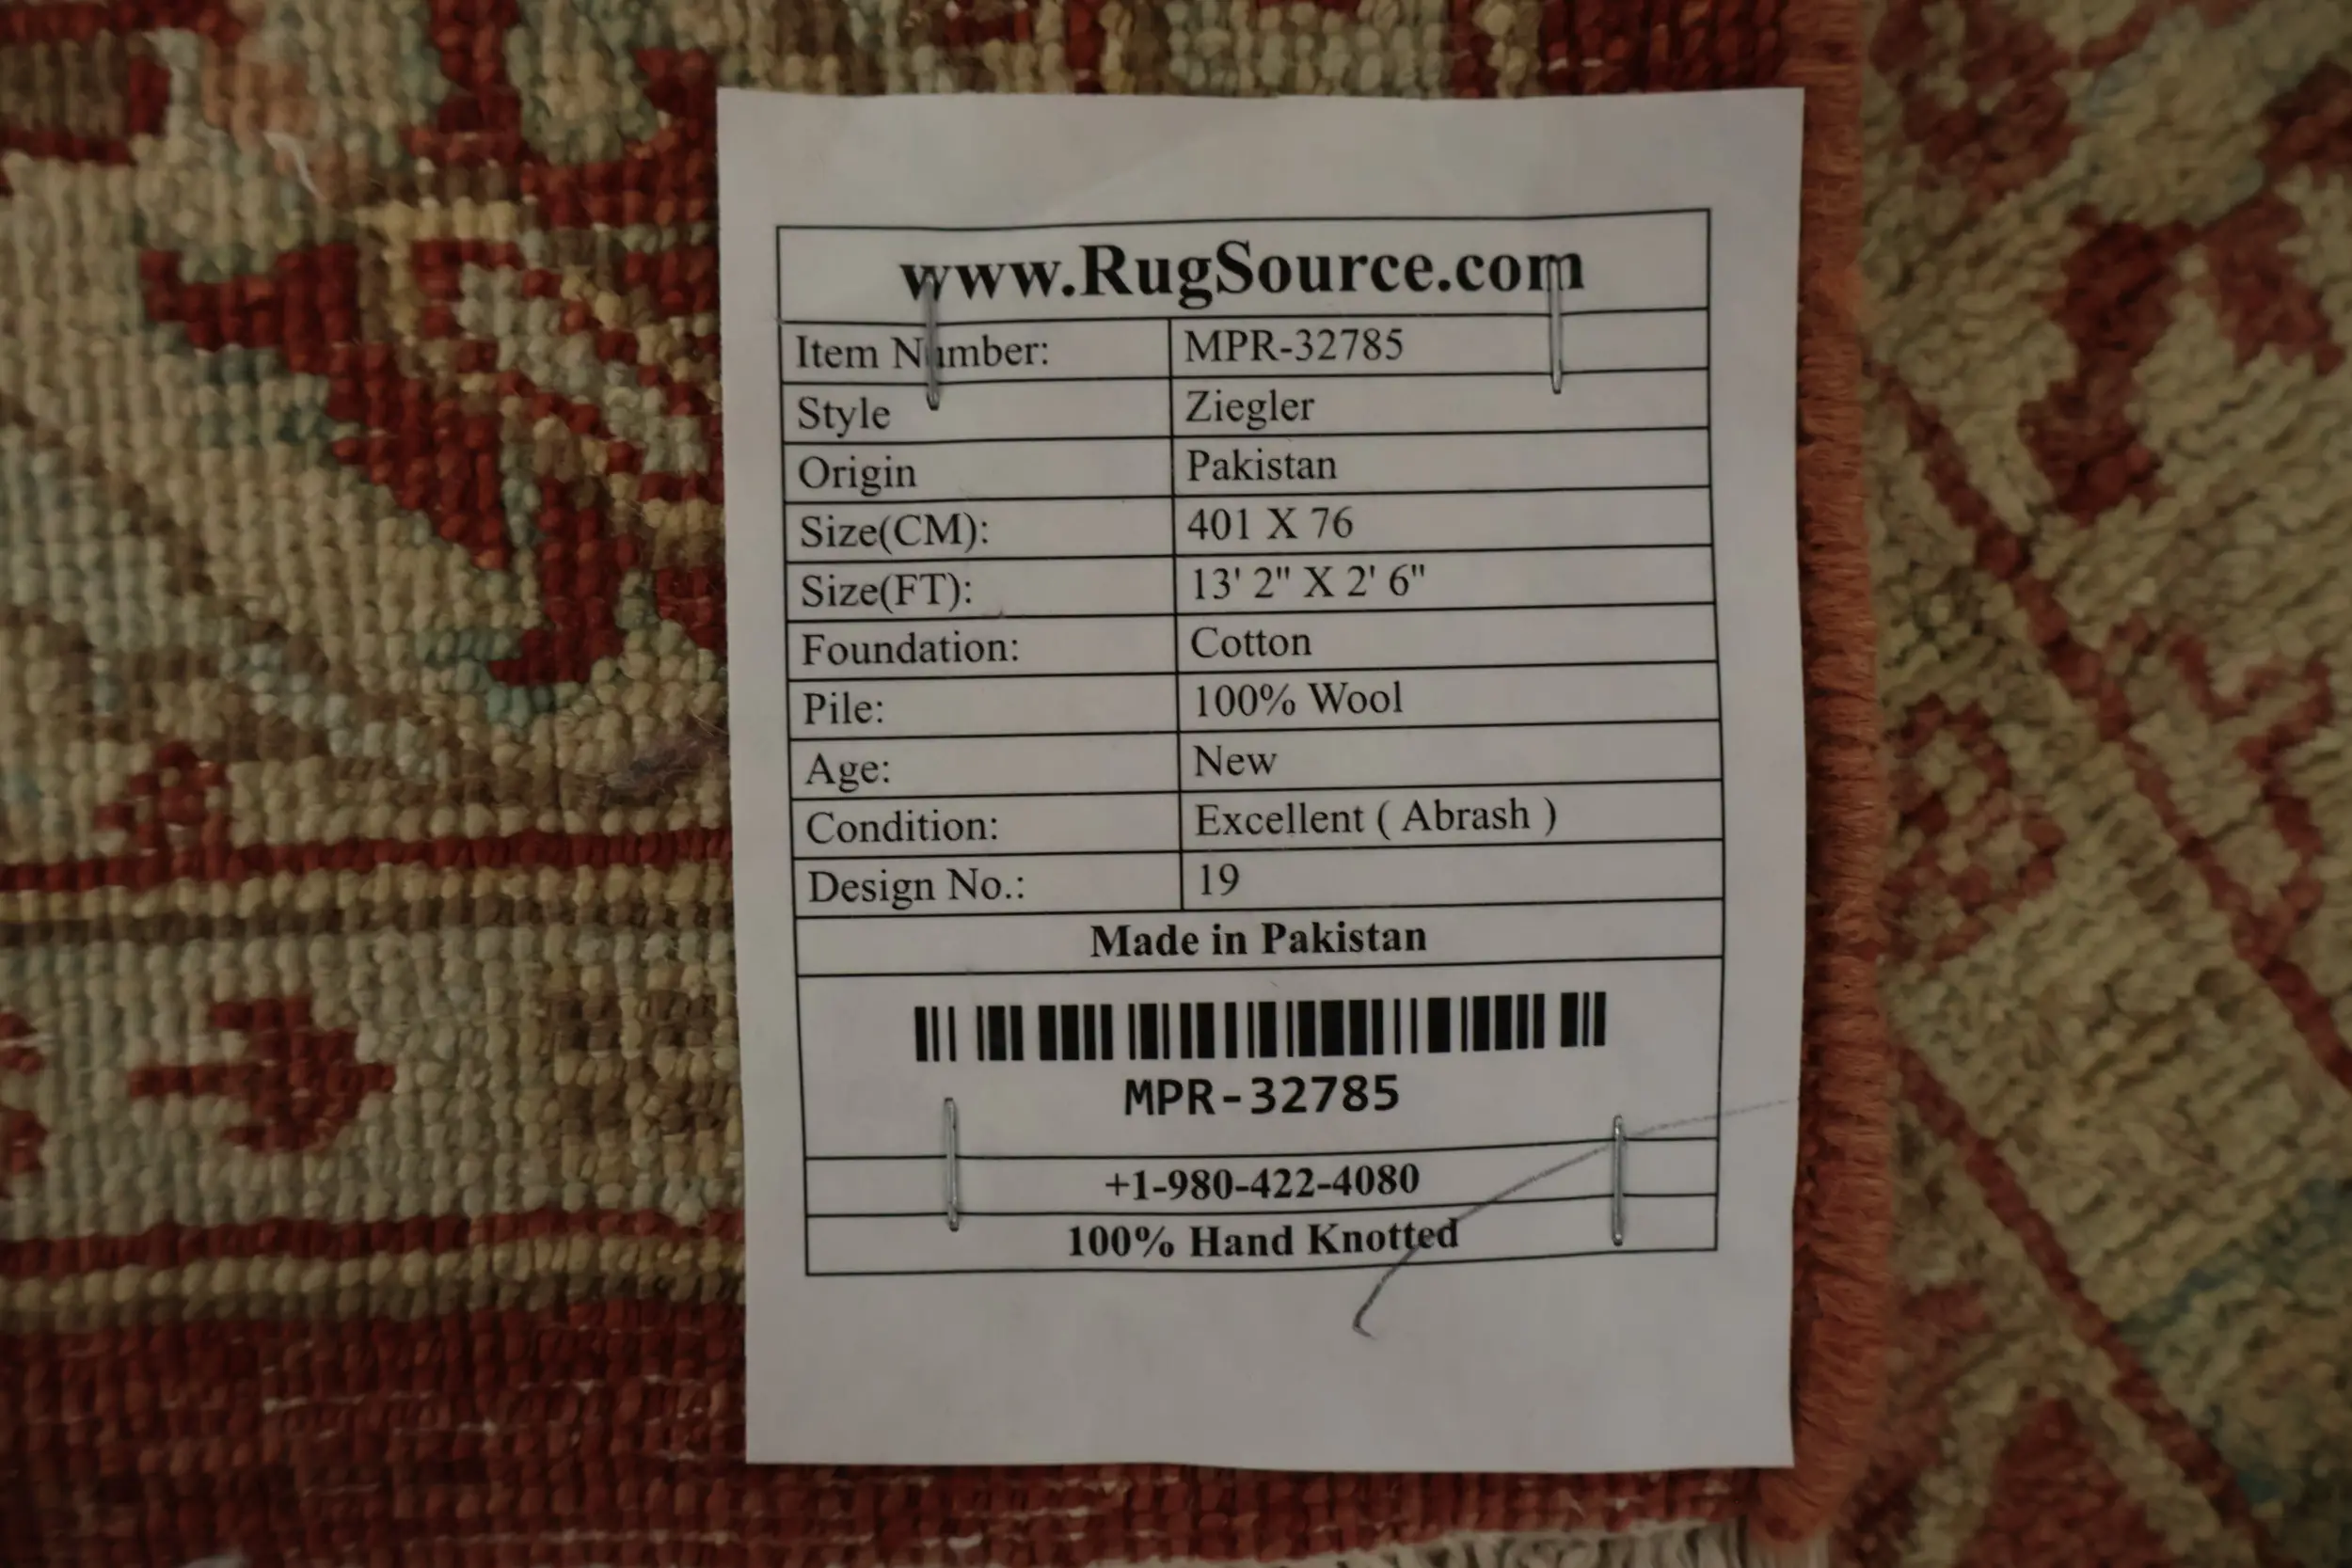 www.RugSource.com
Item Number: MPR-32785
Style Ziegler
Origin Pakistan
Size(CM): 401 X 76
Size(FT): 13' 2" X 2' 6"
Foundation: Cotton
Pile: 100% Wool
Age: New
Condition: Excellent ( Abrash )
Design No.: 19
Made in Pakistan
MPR-32785
+1-980-422-4080
100% Hand Knotted